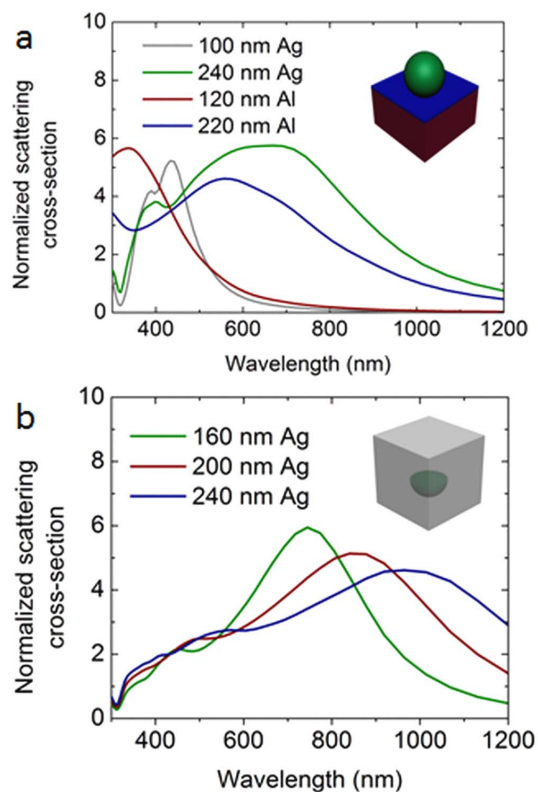 a
10
8
6
4
2
0
100 nm Ag
240 nm Ag
120 nm Al
220 nm Al
Normalized scattering
cross-section
400 600 800 1000 1200
Wavelength (nm)
b
10
8
6
4
2
0
160 nm Ag
200 nm Ag
240 nm Ag
Normalized scattering
cross-section
400 600 800 1000 1200
Wavelength (nm)